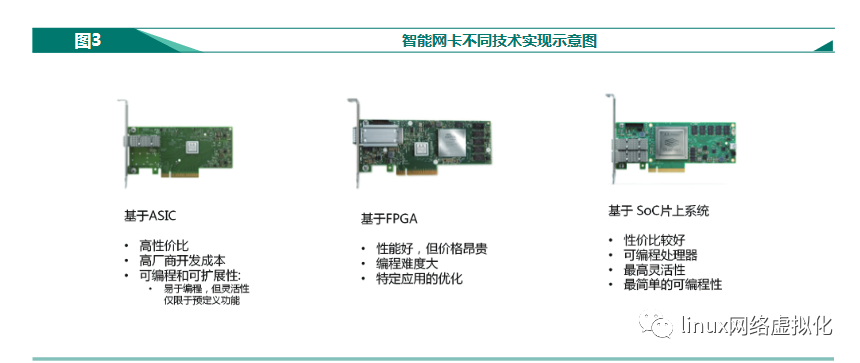 图3
智能网卡不同技术实现示意图
基于ASIC
• 高性价比
• 高厂商开发成本
• 可编程和可扩展性:
• 易于编程，但灵活性
仅限于预定义功能
基于FPGA
• 性能好，但价格昂贵
• 编程难度大
• 特定应用的优化
基于 SoC片上系统
• 性价比较好
• 可编程处理器
• 最高灵活性
• 最简单的可编程性
linux网络虚拟化